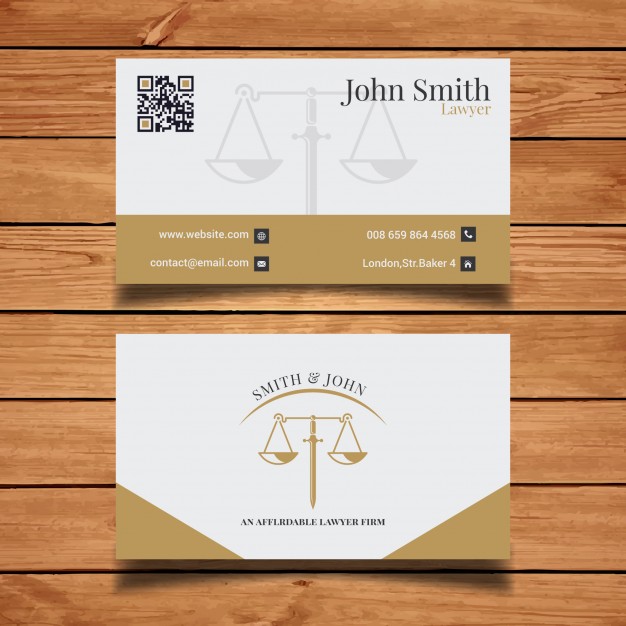 John Smith
Lawyer
www.website.com
008 659 864 4568
contact@email.com
London,Str.Baker 4
SMITH & JOHN
AN AFFLRDABLE LAWYER FIRM